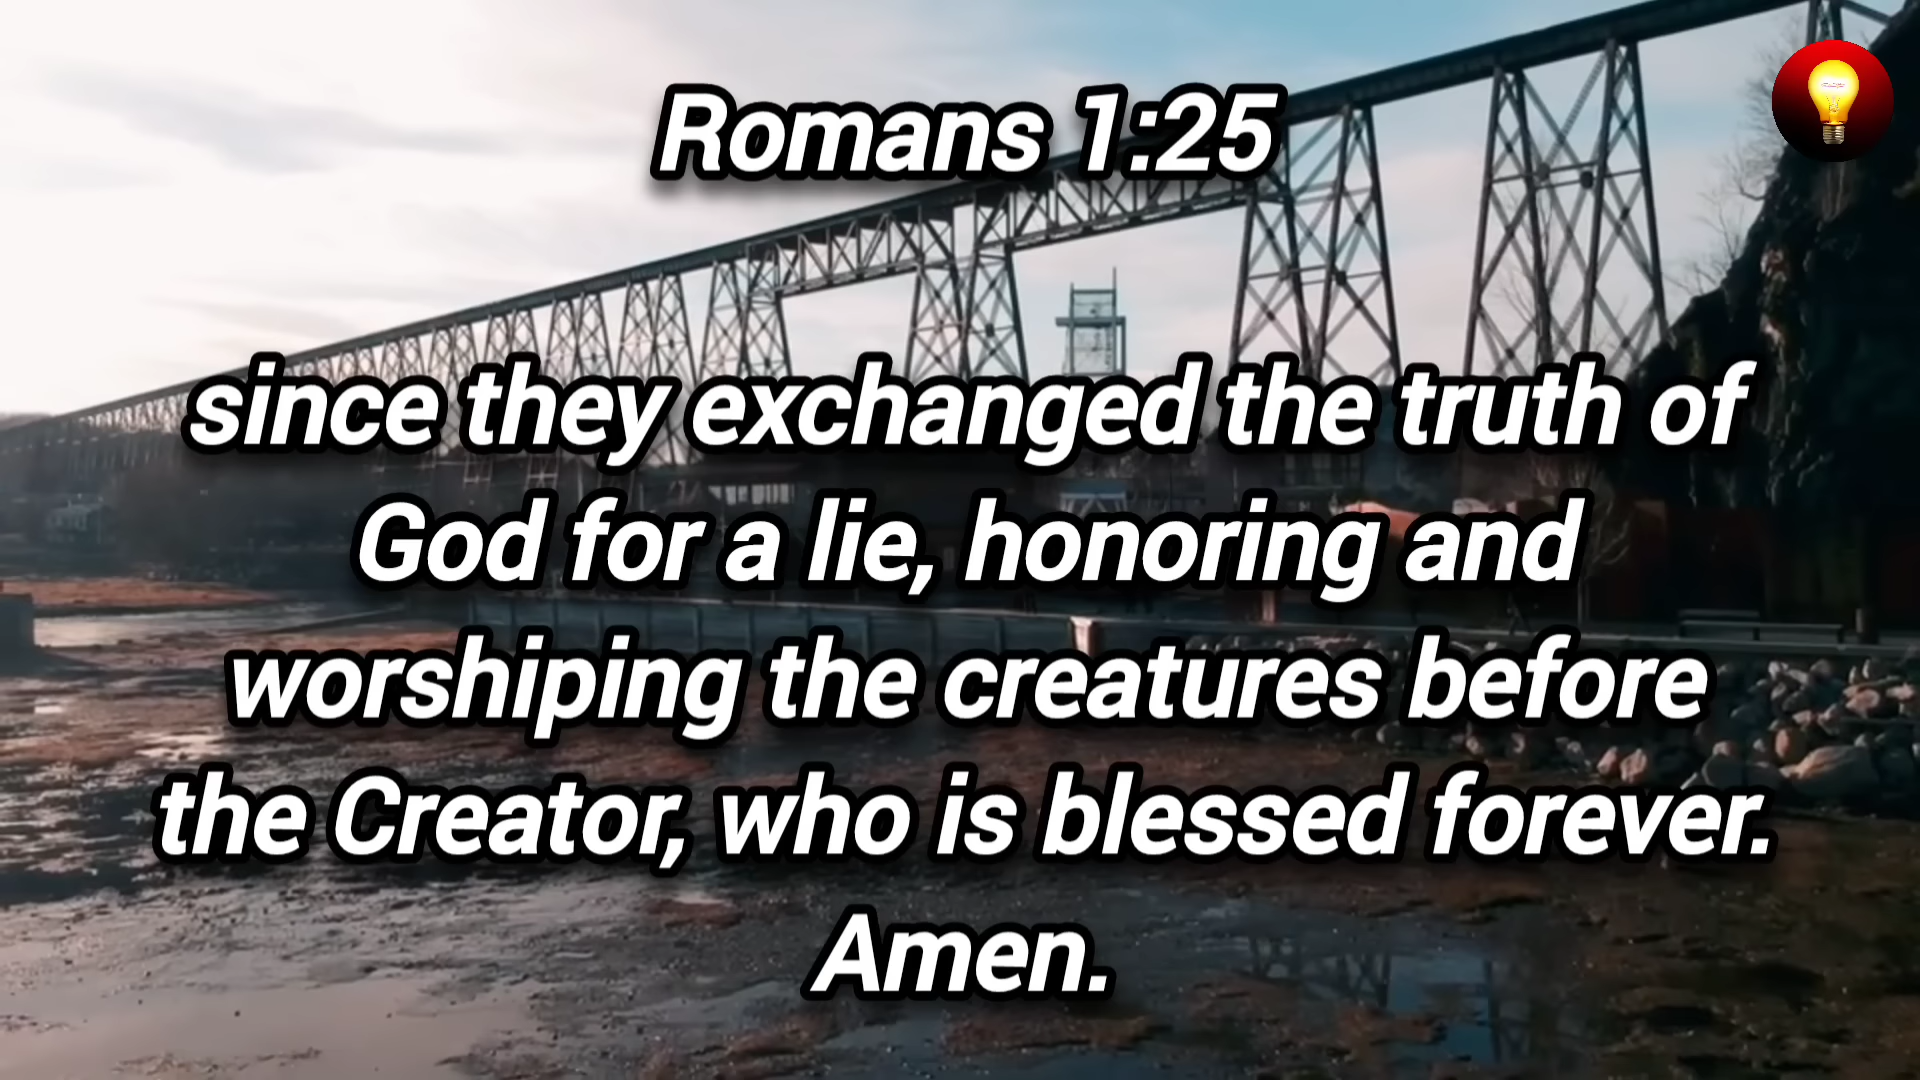 Romans 1:25
since they exchanged the truth of
God for a lie, honoring and
worshiping the creatures before
the Creator, who is blessed forever.
Amen.